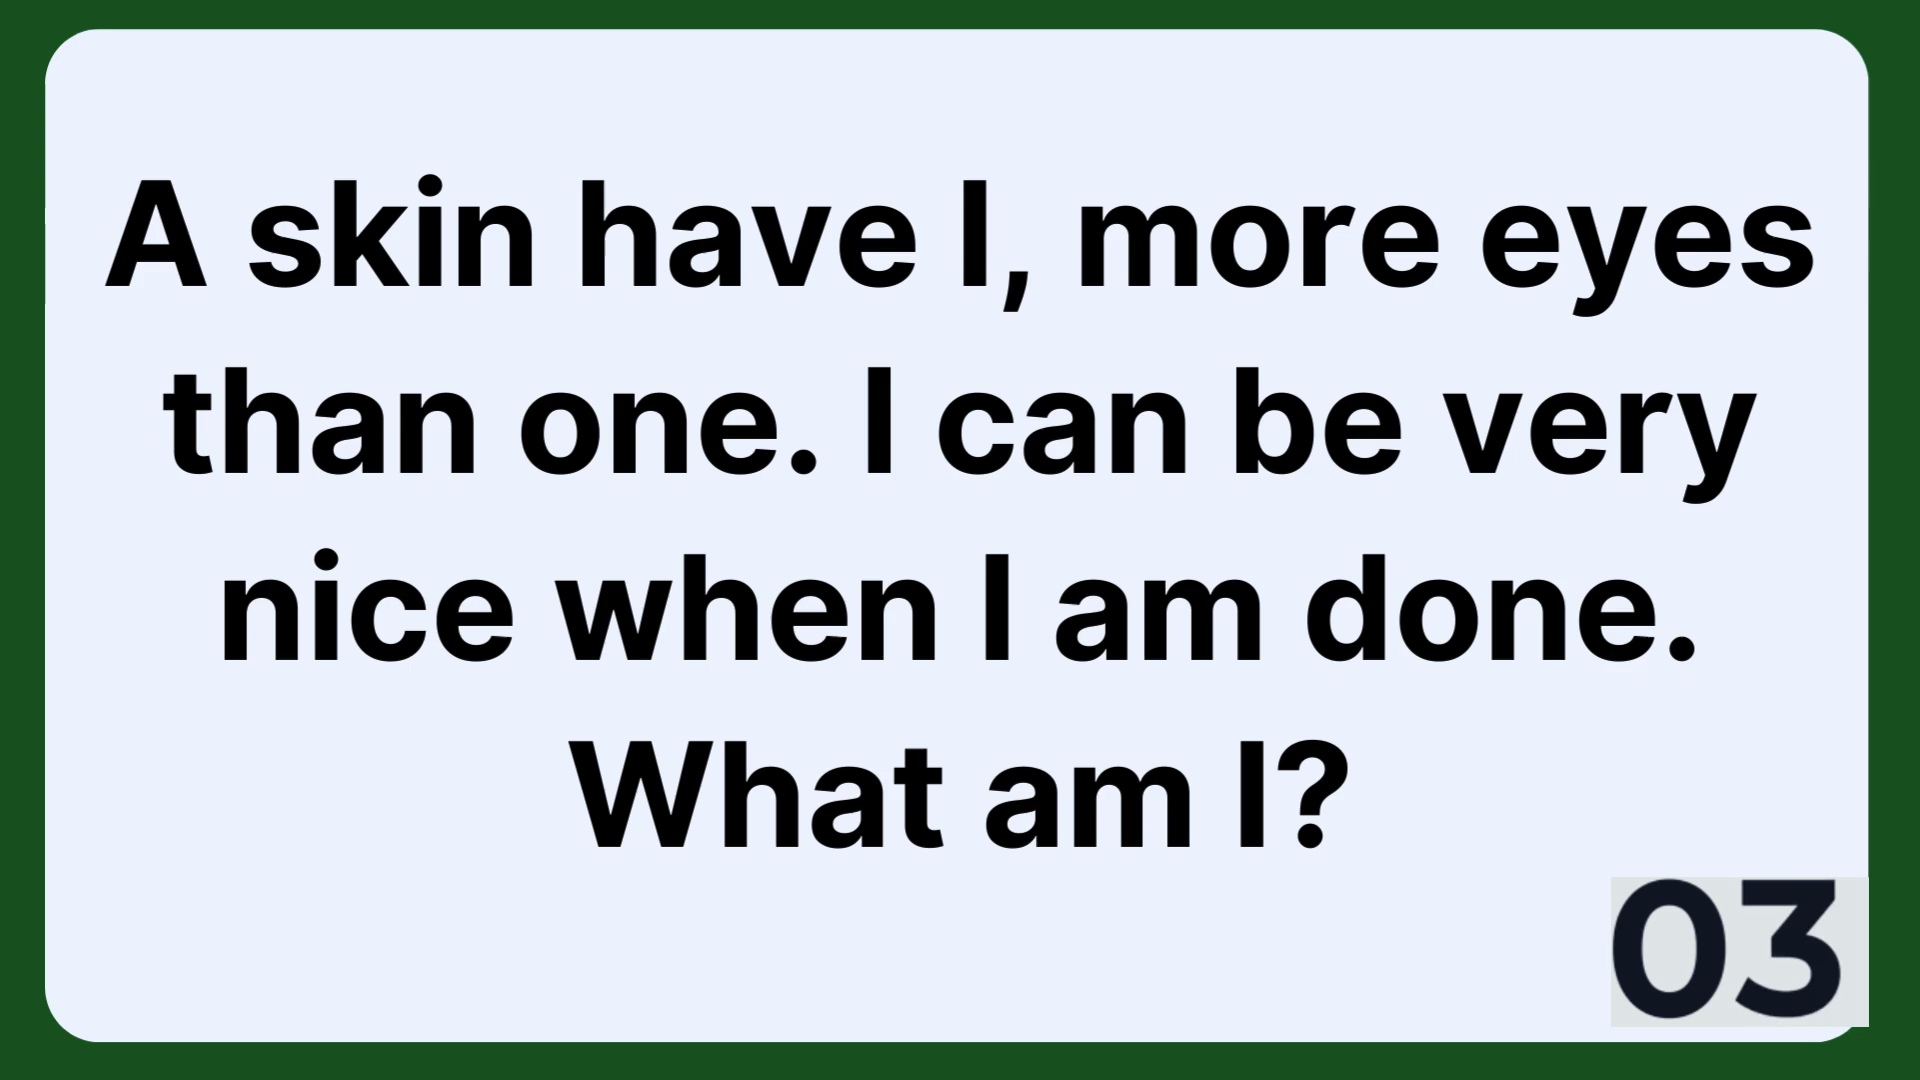 A skin have I, more eyes
than one. I can be very
nice when I am done.
What am I?
03